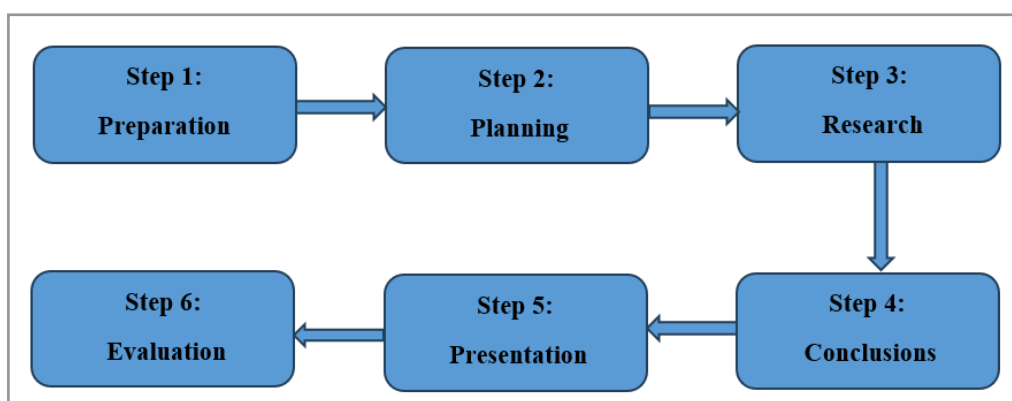 Step 1:
Preparation
Step 2:
Planning
Step 3:
Research
Step 4:
Conclusions
Step 5:
Presentation
Step 6:
Evaluation